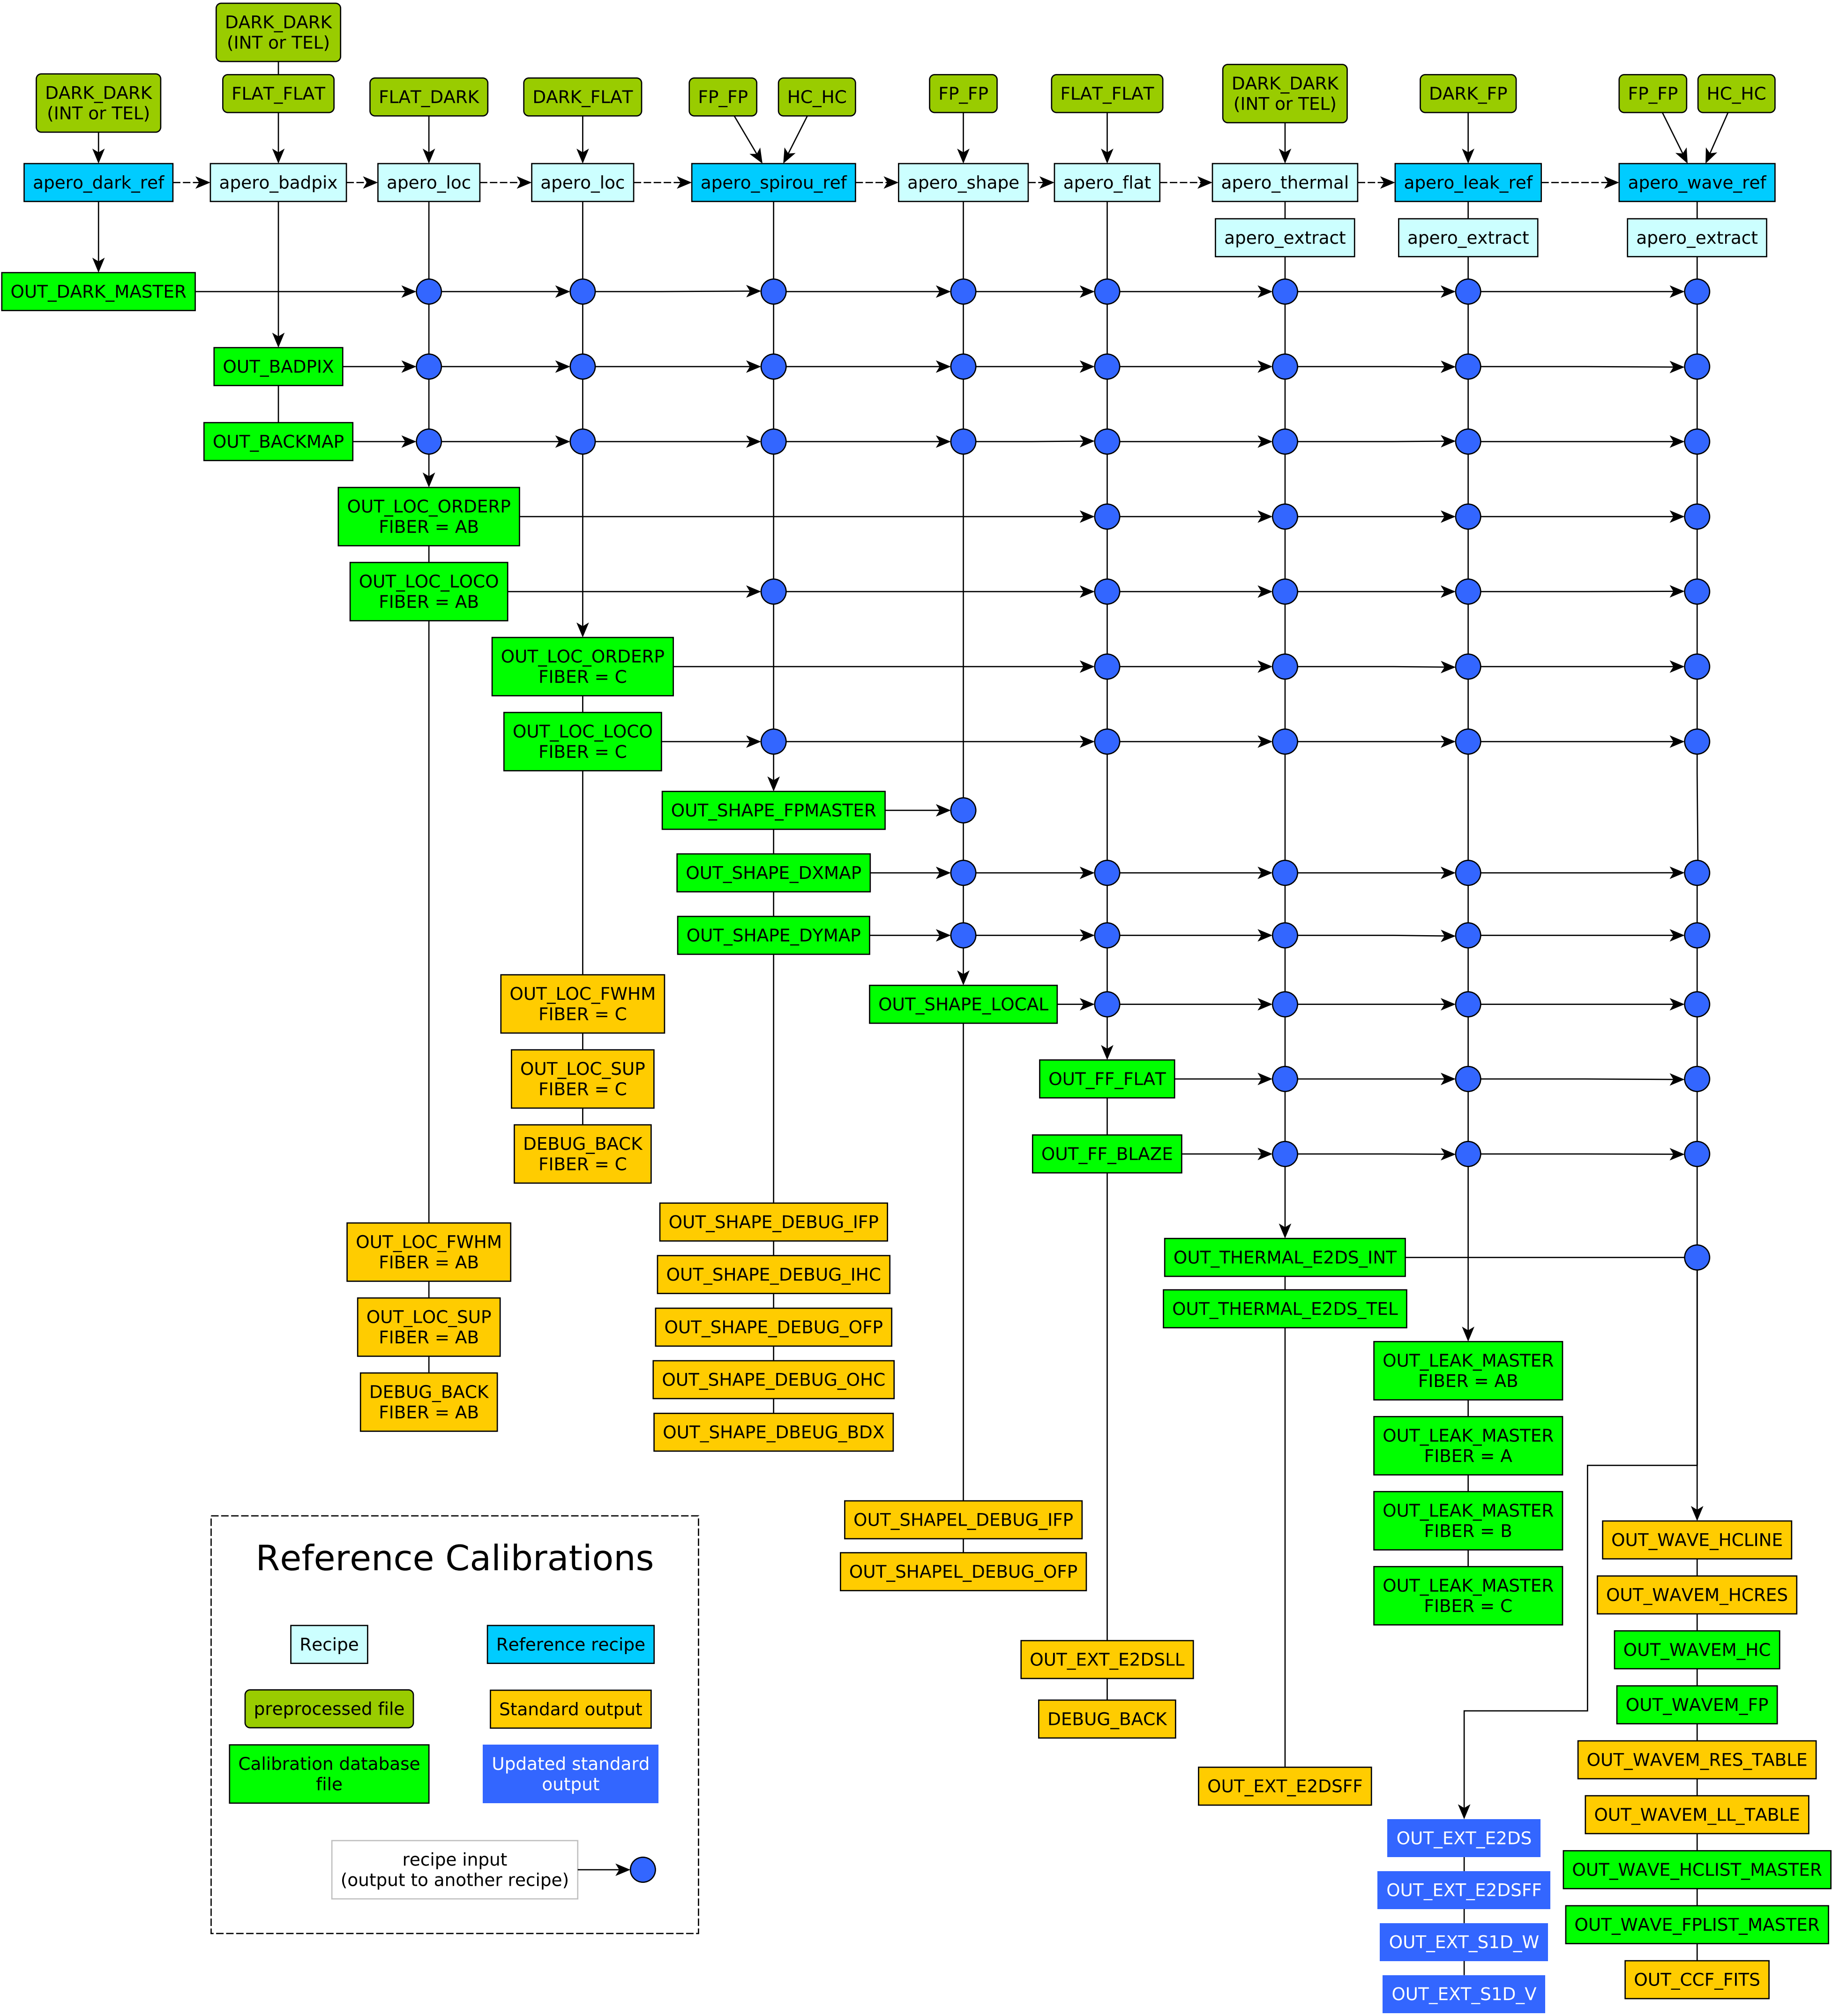 DARK_DARK
(INT or TEL)
DARK_DARK
(INT or TEL)
FLAT_FLAT
FLAT_DARK
DARK_FLAT
FP_FP
HC_HC
FP_FP
FLAT_FLAT
DARK_DARK
(INT or TEL)
DARK_FP
FP_FP
HC_HC
apero_dark_ref
apero_badpix
apero_loc
apero_loc
apero_spirou_ref
apero_shape
apero_flat
apero_thermal
apero_leak_ref
apero_wave_ref
apero_extract
apero_extract
apero_extract
OUT_DARK_MASTER
OUT_BADPIX
OUT_BACKMAP
OUT_LOC_ORDERP
FIBER = AB
OUT_LOC_LOCO
FIBER = AB
OUT_LOC_ORDERP
FIBER = C
OUT_LOC_LOCO
FIBER = C
OUT_SHAPE_FPMASTER
OUT_SHAPE_DXMAP
OUT_SHAPE_DYMAP
OUT_LOC_FWHM
FIBER = C
OUT_SHAPE_LOCAL
OUT_LOC_SUP
FIBER = C
OUT_FF_FLAT
DEBUG_BACK
FIBER = C
OUT_FF_BLAZE
OUT_LOC_FWHM
FIBER = AB
OUT_LOC_SUP
FIBER = AB
DEBUG_BACK
FIBER = AB
OUT_SHAPE_DEBUG_IFP
OUT_SHAPE_DEBUG_IHC
OUT_SHAPE_DEBUG_OFP
OUT_SHAPE_DEBUG_OHC
OUT_SHAPE_DBEUG_BDX
OUT_THERMAL_E2DS_INT
OUT_THERMAL_E2DS_TEL
OUT_LEAK_MASTER
FIBER = AB
OUT_LEAK_MASTER
FIBER = A
OUT_LEAK_MASTER
FIBER = B
OUT_LEAK_MASTER
FIBER = C
OUT_SHAPEL_DEBUG_IFP
OUT_SHAPEL_DEBUG_OFP
OUT_EXT_E2DSLL
DEBUG_BACK
OUT_EXT_E2DSFF
OUT_WAVE_HCLINE
OUT_WAVEM_HCRES
OUT_WAVEM_HC
OUT_WAVEM_FP
OUT_WAVEM_RES_TABLE
OUT_WAVEM_LL_TABLE
OUT_WAVE_HCLIST_MASTER
OUT_WAVE_FPLIST_MASTER
OUT_CCF_FITS
OUT_EXT_E2DS
OUT_EXT_E2DSFF
OUT_EXT_S1D_W
OUT_EXT_S1D_V
Reference Calibrations
Recipe
Reference recipe
preprocessed file
Standard output
Calibration database
file
Updated standard
output
recipe input
(output to another recipe)